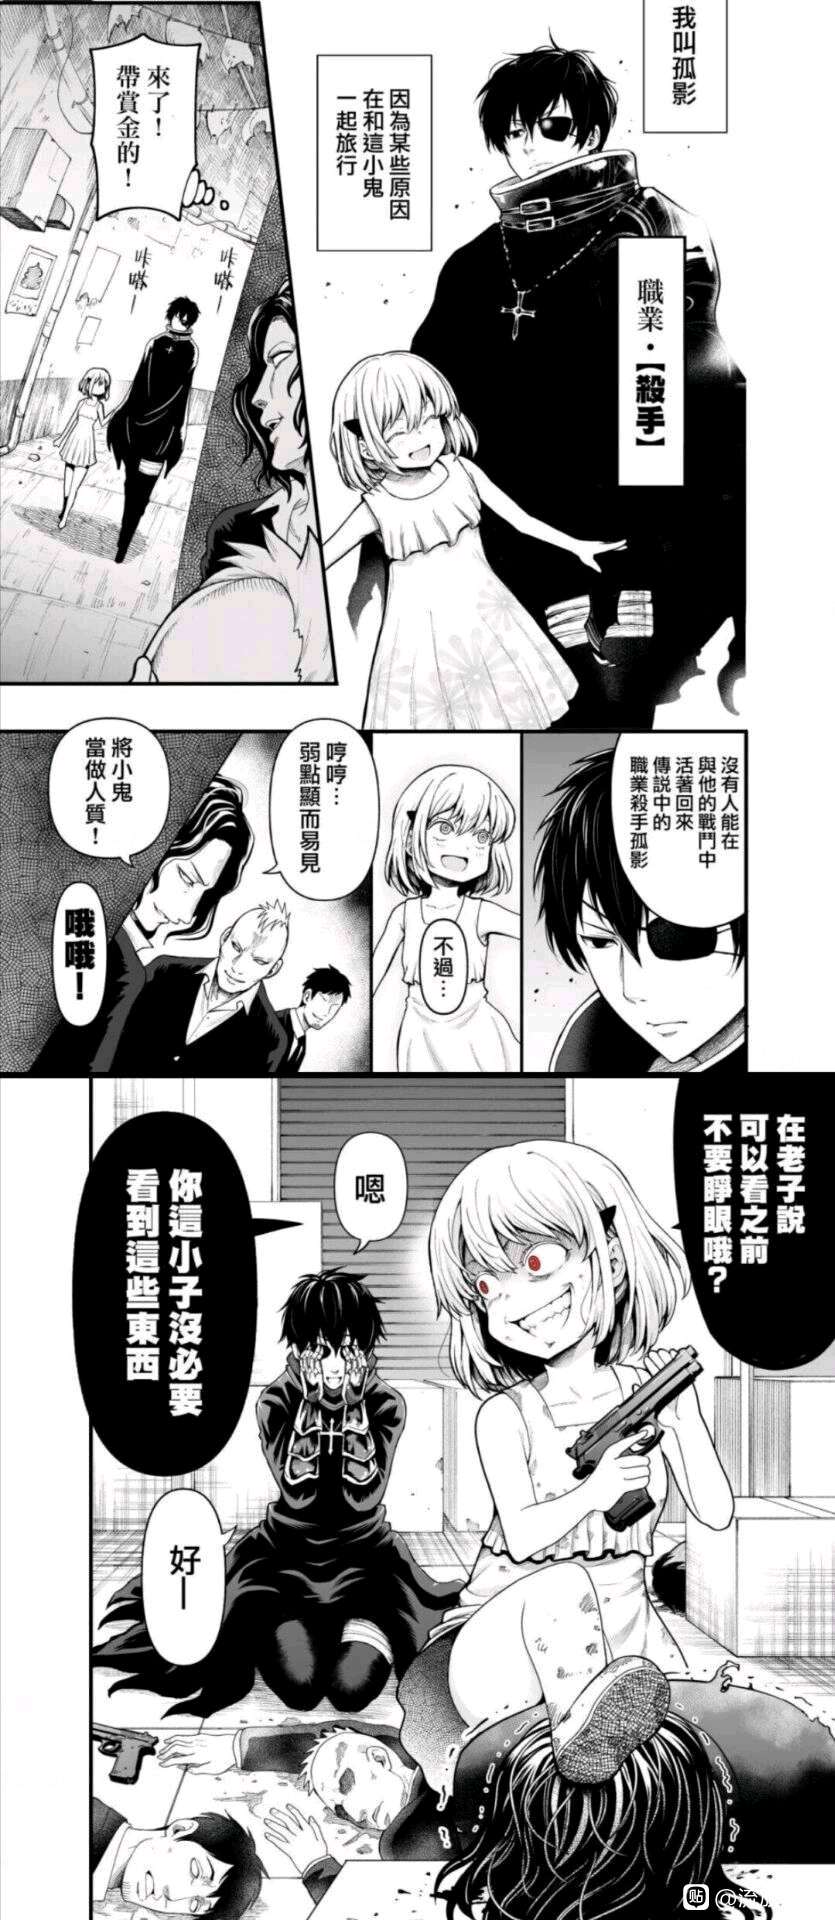 我叫孤影
因為某些原因
在和這小鬼
一起旅行
職業·【殺手】
來了！
帶賞金的！
咔
嗒
咔
嗒
沒有人能在
與他的戰鬥中
活著回來
傳說中的
職業殺手孤影
不過…
哼哼…
弱點顯而易見
將小鬼
當做人質！
哦哦！
在老子說
可以看之前
不要睜眼哦？
嗯
你這小子沒必要
看到這些東西
好—
貼